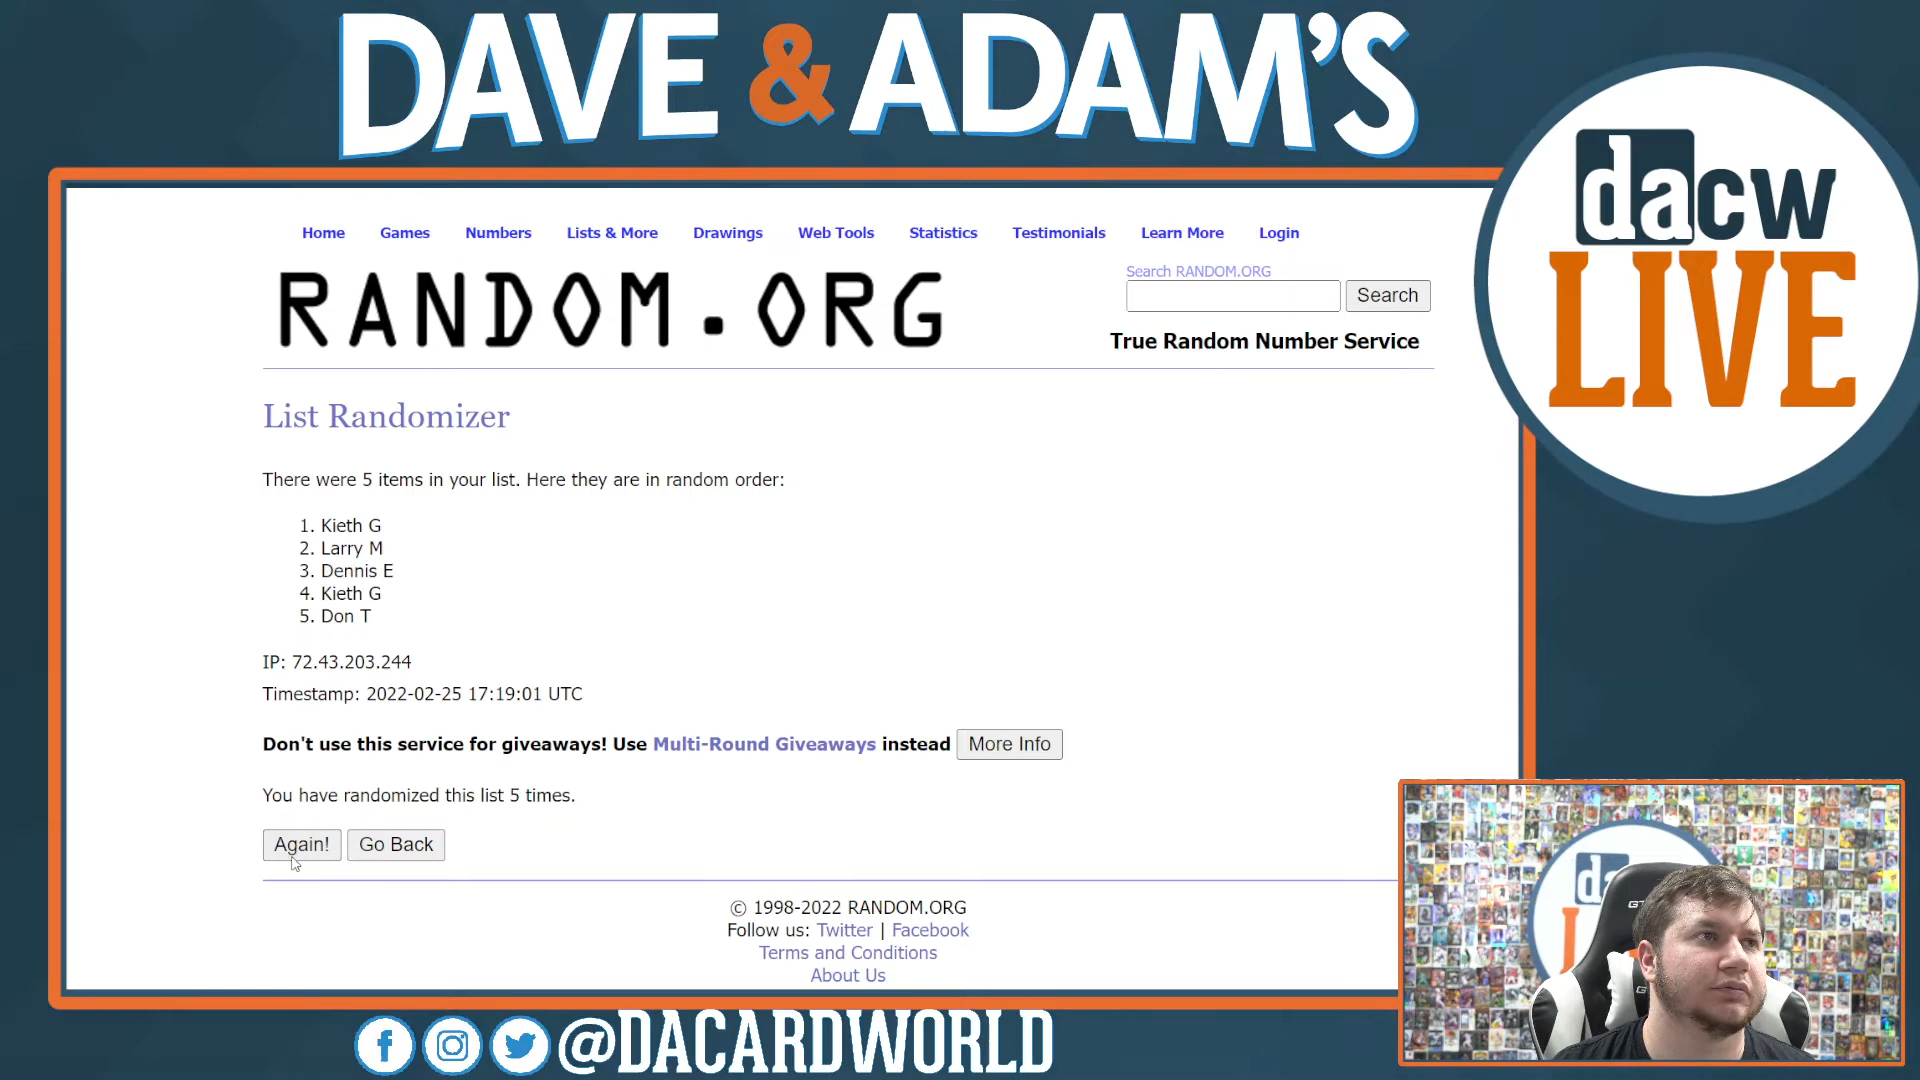 DAVE & ADAM'S
dacw
LIVE
Home Games Numbers Lists & More Drawings Web Tools Statistics Testimonials Learn More Login
RANDOM.ORG
Search RANDOM.ORG
Search
True Random Number Service
List Randomizer
There were 5 items in your list. Here they are in random order:
1. Kieth G
2. Larry M
3. Dennis E
4. Kieth G
5. Don T
IP: 72.43.203.244
Timestamp: 2022-02-25 17:19:01 UTC
Don't use this service for giveaways! Use Multi-Round Giveaways instead More Info
You have randomized this list 5 times.
Again! Go Back
© 1998-2022 RANDOM.ORG
Follow us: Twitter | Facebook
Terms and Conditions
About Us
@DACARDWORLD